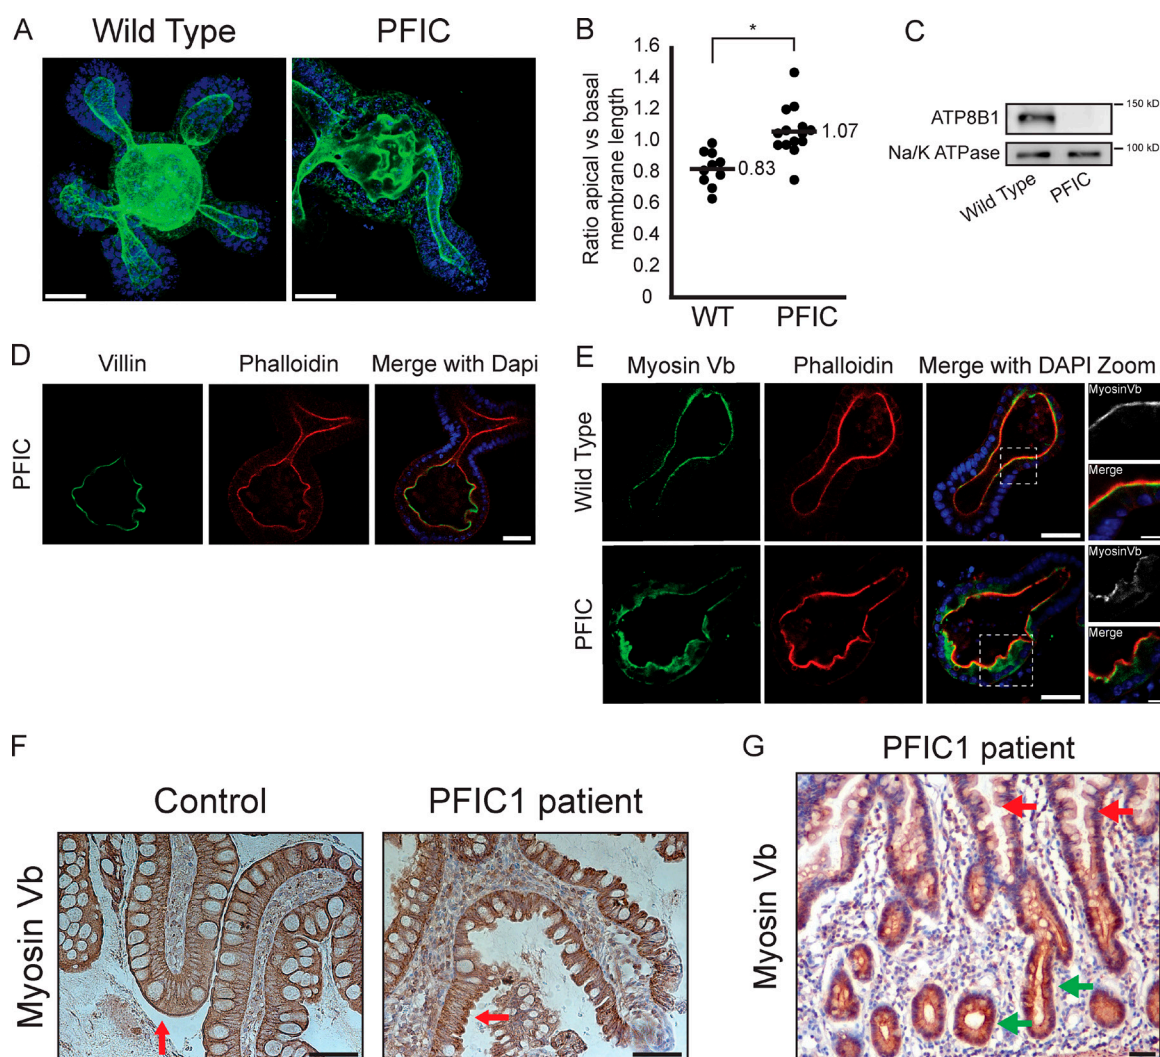 A
Wild Type
PFIC
B
Ratio apical vs basal
membrane length
1.6
1.4
1.2
1.0
0.8
0.6
0.4
0.2
0
*
0.83
1.07
WT
PFIC
C
ATP8B1
150 kD
Na/K ATPase
100 kD
Wild Type
PFIC
D
Villin
Phalloidin
Merge with Dapi
PFIC
E
Myosin Vb
Phalloidin
Merge with DAPI
Zoom
Wild Type
MyosinVb
Merge
PFIC
MyosinVb
Merge
F
Control
PFIC1 patient
Myosin Vb
G
PFIC1 patient
Myosin Vb